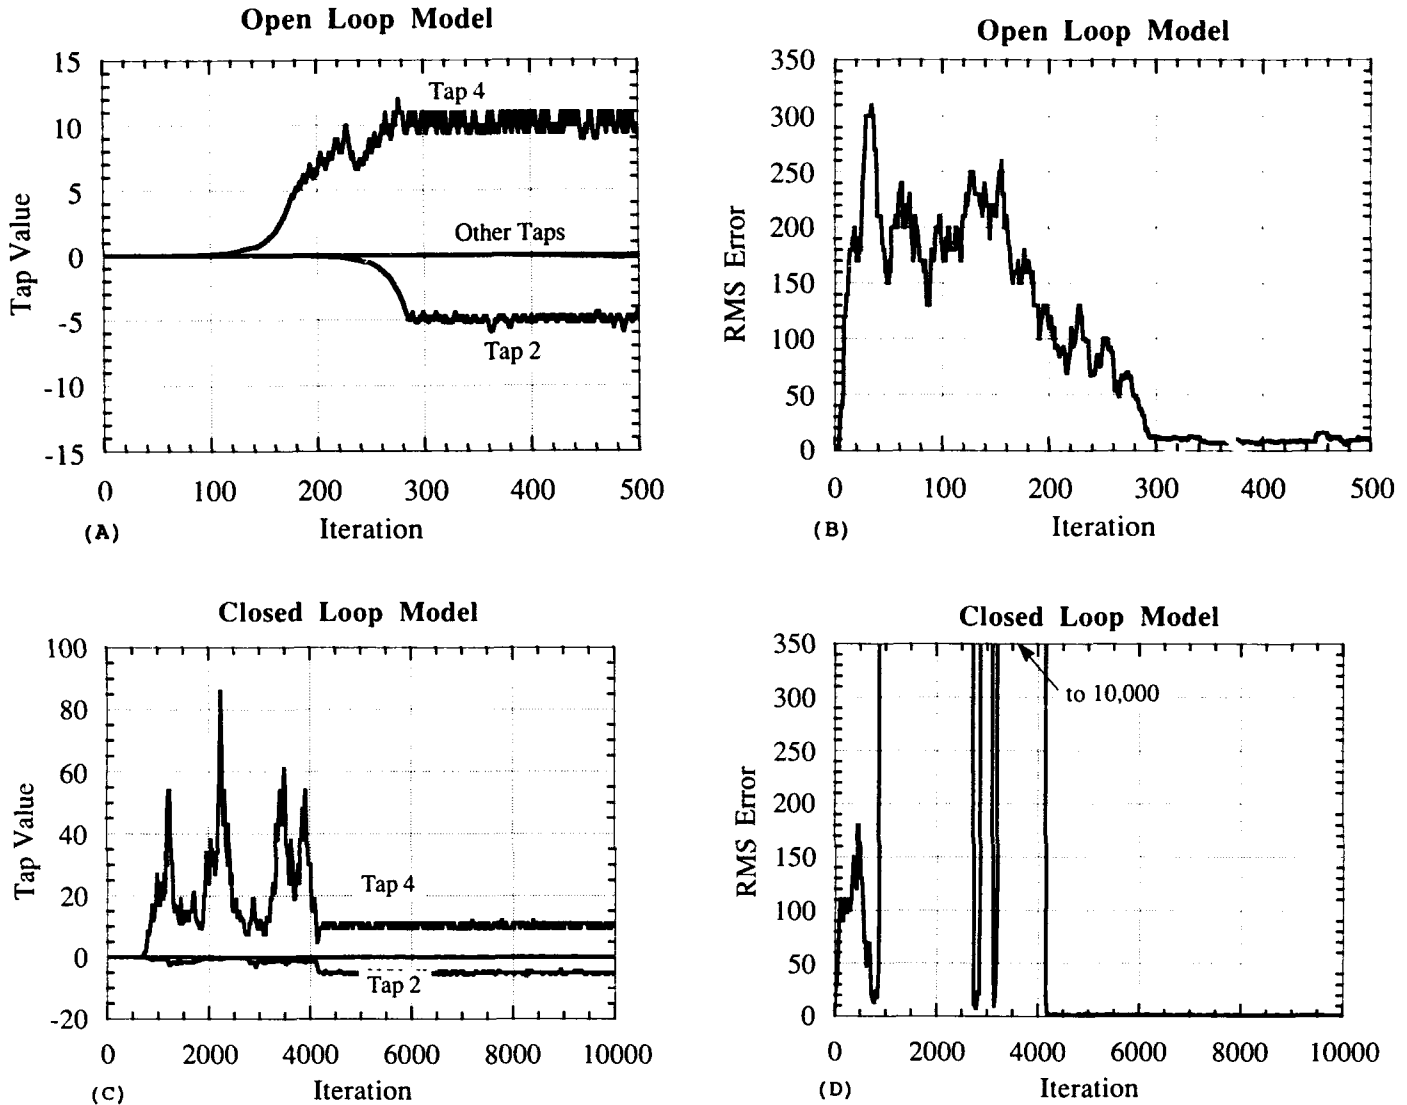 Open Loop Model
15
10
5
0
-5
-10
-15
Tap Value
Tap 4
Other Taps
Tap 2
0 100 200 300 400 500
Iteration
(A)
Open Loop Model
350
300
250
200
150
100
50
0
RMS Error
0 100 200 300 400 500
Iteration
(B)
Closed Loop Model
100
80
60
40
20
0
-20
Tap Value
Tap 4
Tap 2
0 2000 4000 6000 8000 10000
Iteration
(C)
Closed Loop Model
350
300
250
200
150
100
50
0
RMS Error
to 10,000
0 2000 4000 6000 8000 10000
Iteration
(D)